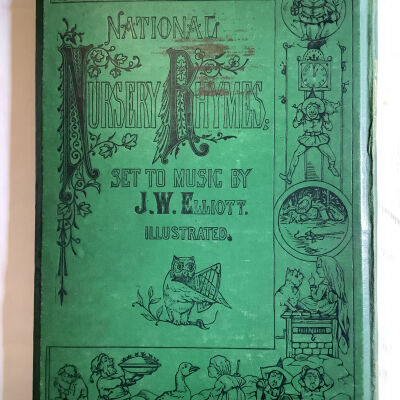 NATIONAL
NURSERY RHYMES.
SET TO MUSIC BY
J.W. ELLIOTT.
ILLUSTRATED.